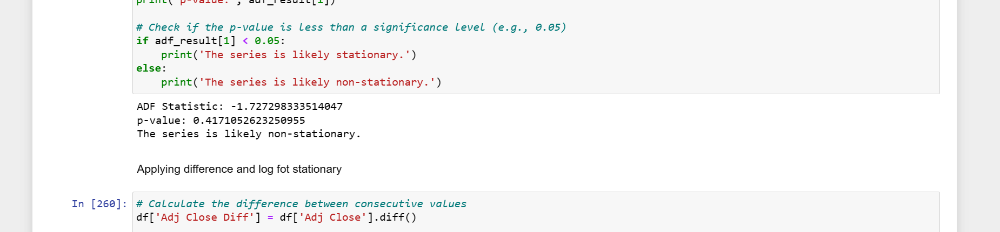 print('p-value:', adf_result[1])
# Check if the p-value is less than a significance level (e.g., 0.05)
if adf_result[1] < 0.05:
    print('The series is likely stationary.')
else:
    print('The series is likely non-stationary.')
ADF Statistic: -1.727298333514047
p-value: 0.4171052623250955
The series is likely non-stationary.
Applying difference and log fot stationary
In [260]: # Calculate the difference between consecutive values
df['Adj Close Diff'] = df['Adj Close'].diff()